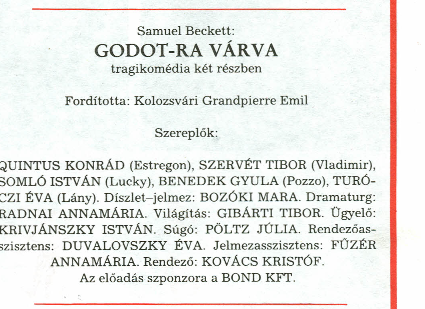 Samuel Beckett:
GODOT-RA VÁRVA
tragikomédia két részben
Fordította: Kolozsvári Grandpierre Emil
Szereplők:
QUINTUS KONRÁD (Estregon), SZERVÉT TIBOR (Vladimir),
SOMLÓ ISTVÁN (Lucky), BENEDEK GYULA (Pozzo), TURÓ-
CZI ÉVA (Lány). Díszlet–jelmez: BOZÓKI MARA. Dramaturg:
RADNAI ANNAMÁRIA. Világítás: GIBÁRTI TIBOR. Ügyelő:
KRIVJÁNSZKY ISTVÁN. Súgó: PÖLTZ JÚLIA. Rendezőas-
szisztens: DUVALOVSZKY ÉVA. Jelmezasszisztens: FŰZÉR
ANNAMÁRIA. Rendező: KOVÁCS KRISTÓF.
Az előadás szponzora a BOND KFT.